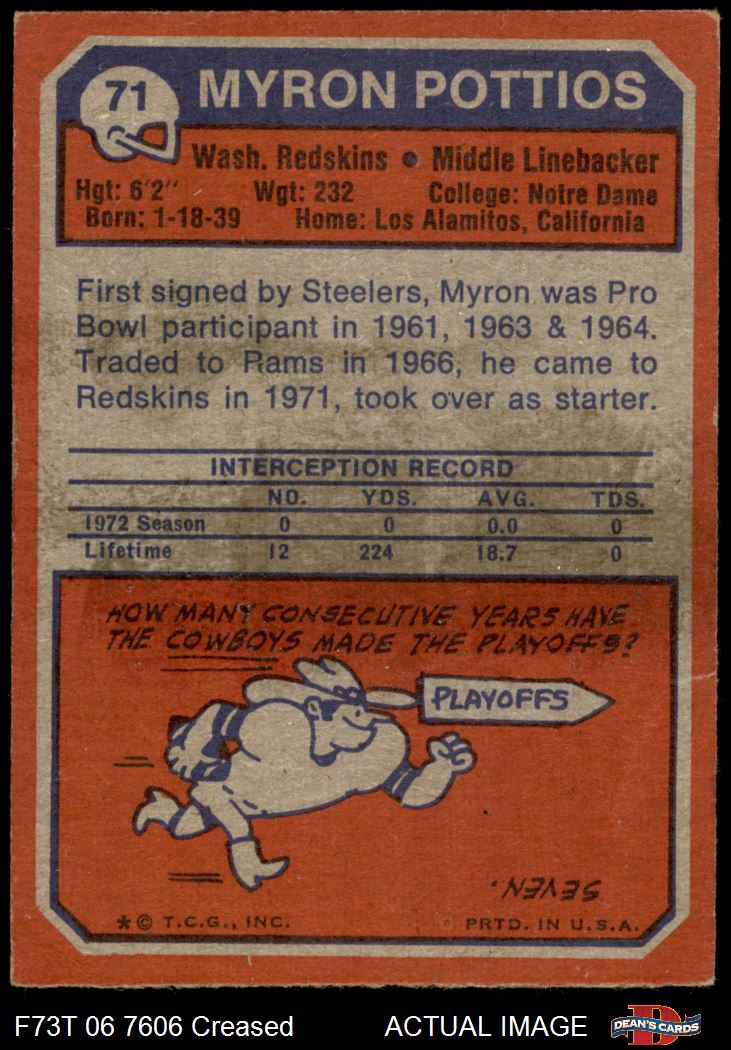 71
MYRON POTTIOS
Wash. Redskins • Middle Linebacker
Hgt: 6'2" Wgt: 232 College: Notre Dame
Born: 1-18-39 Home: Los Alamitos, California
First signed by Steelers, Myron was Pro
Bowl participant in 1961, 1963 & 1964.
Traded to Rams in 1966, he came to
Redskins in 1971, took over as starter.
INTERCEPTION RECORD
NO. YDS. AVG. TDS.
1972 Season 0 0 0.0 0
Lifetime 12 224 18.7 0
HOW MANY CONSECUTIVE YEARS HAVE
THE COWBOYS MADE THE PLAYOFFS?
PLAYOFFS
SEVEN.
* © T.C.G., INC. PRTD. IN U.S.A.
F73T 06 7606 Creased ACTUAL IMAGE
D
DEAN'S CARDS